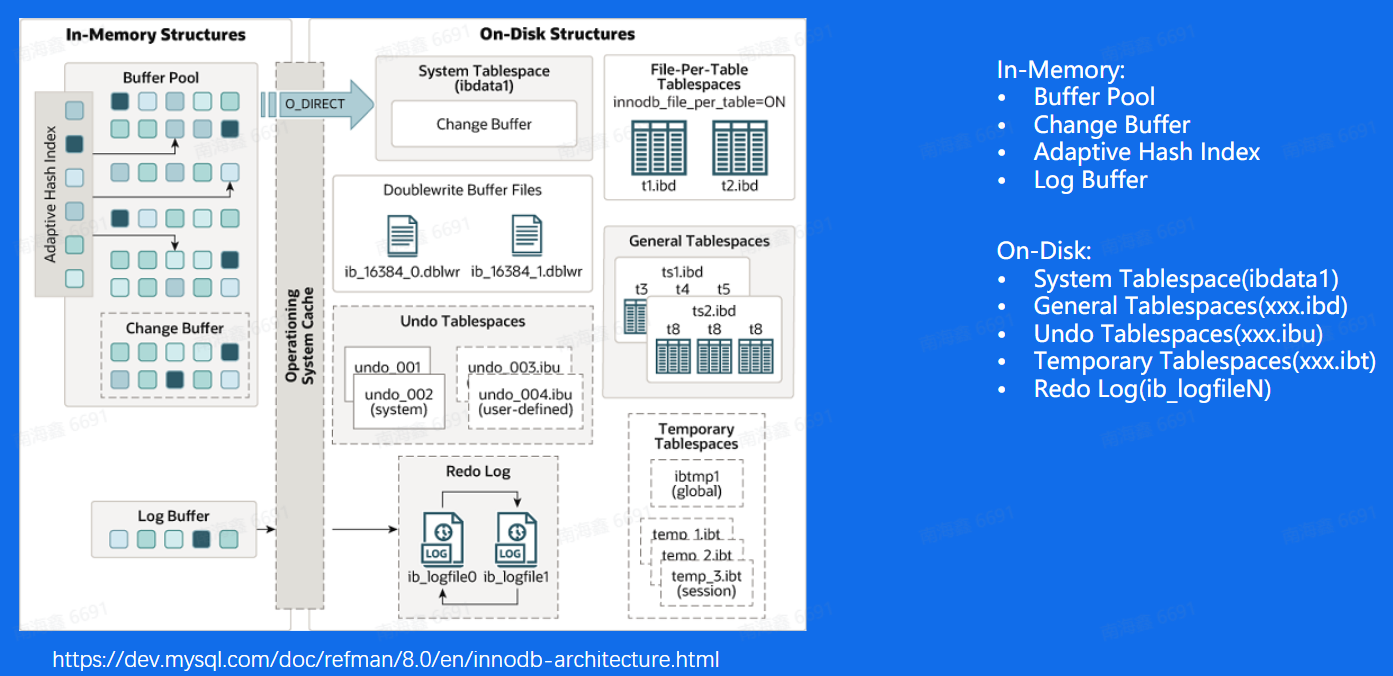 In-Memory Structures
On-Disk Structures
Buffer Pool
Adaptive Hash Index
Change Buffer
Log Buffer
O_DIRECT
Operationing
System Cache
System Tablespace
(ibdata1)
Change Buffer
File-Per-Table
Tablespaces
innodb_file_per_table=ON
t1.ibd
t2.ibd
Doublewrite Buffer Files
ib_16384_0.dblwr
ib_16384_1.dblwr
General Tablespaces
ts1.ibd
t3 t4 t5
ts2.ibd
t8 t8 t8
Undo Tablespaces
undo_001
undo_002
(system)
undo_003.ibu
undo_004.ibu
(user-defined)
Redo Log
LOG
LOG
ib_logfile0
ib_logfile1
Temporary
Tablespaces
ibtmp1
(global)
temp_1.ibt
temp_2.ibt
temp_3.ibt
(session)
https://dev.mysql.com/doc/refman/8.0/en/innodb-architecture.html
In-Memory:
• Buffer Pool
• Change Buffer
• Adaptive Hash Index
• Log Buffer
On-Disk:
• System Tablespace(ibdata1)
• General Tablespaces(xxx.ibd)
• Undo Tablespaces(xxx.ibu)
• Temporary Tablespaces(xxx.ibt)
• Redo Log(ib_logfileN)
南海鑫 6691